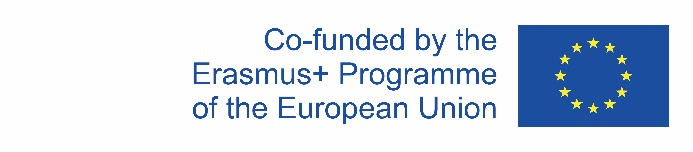 Co-funded by the
Erasmus+ Programme
of the European Union